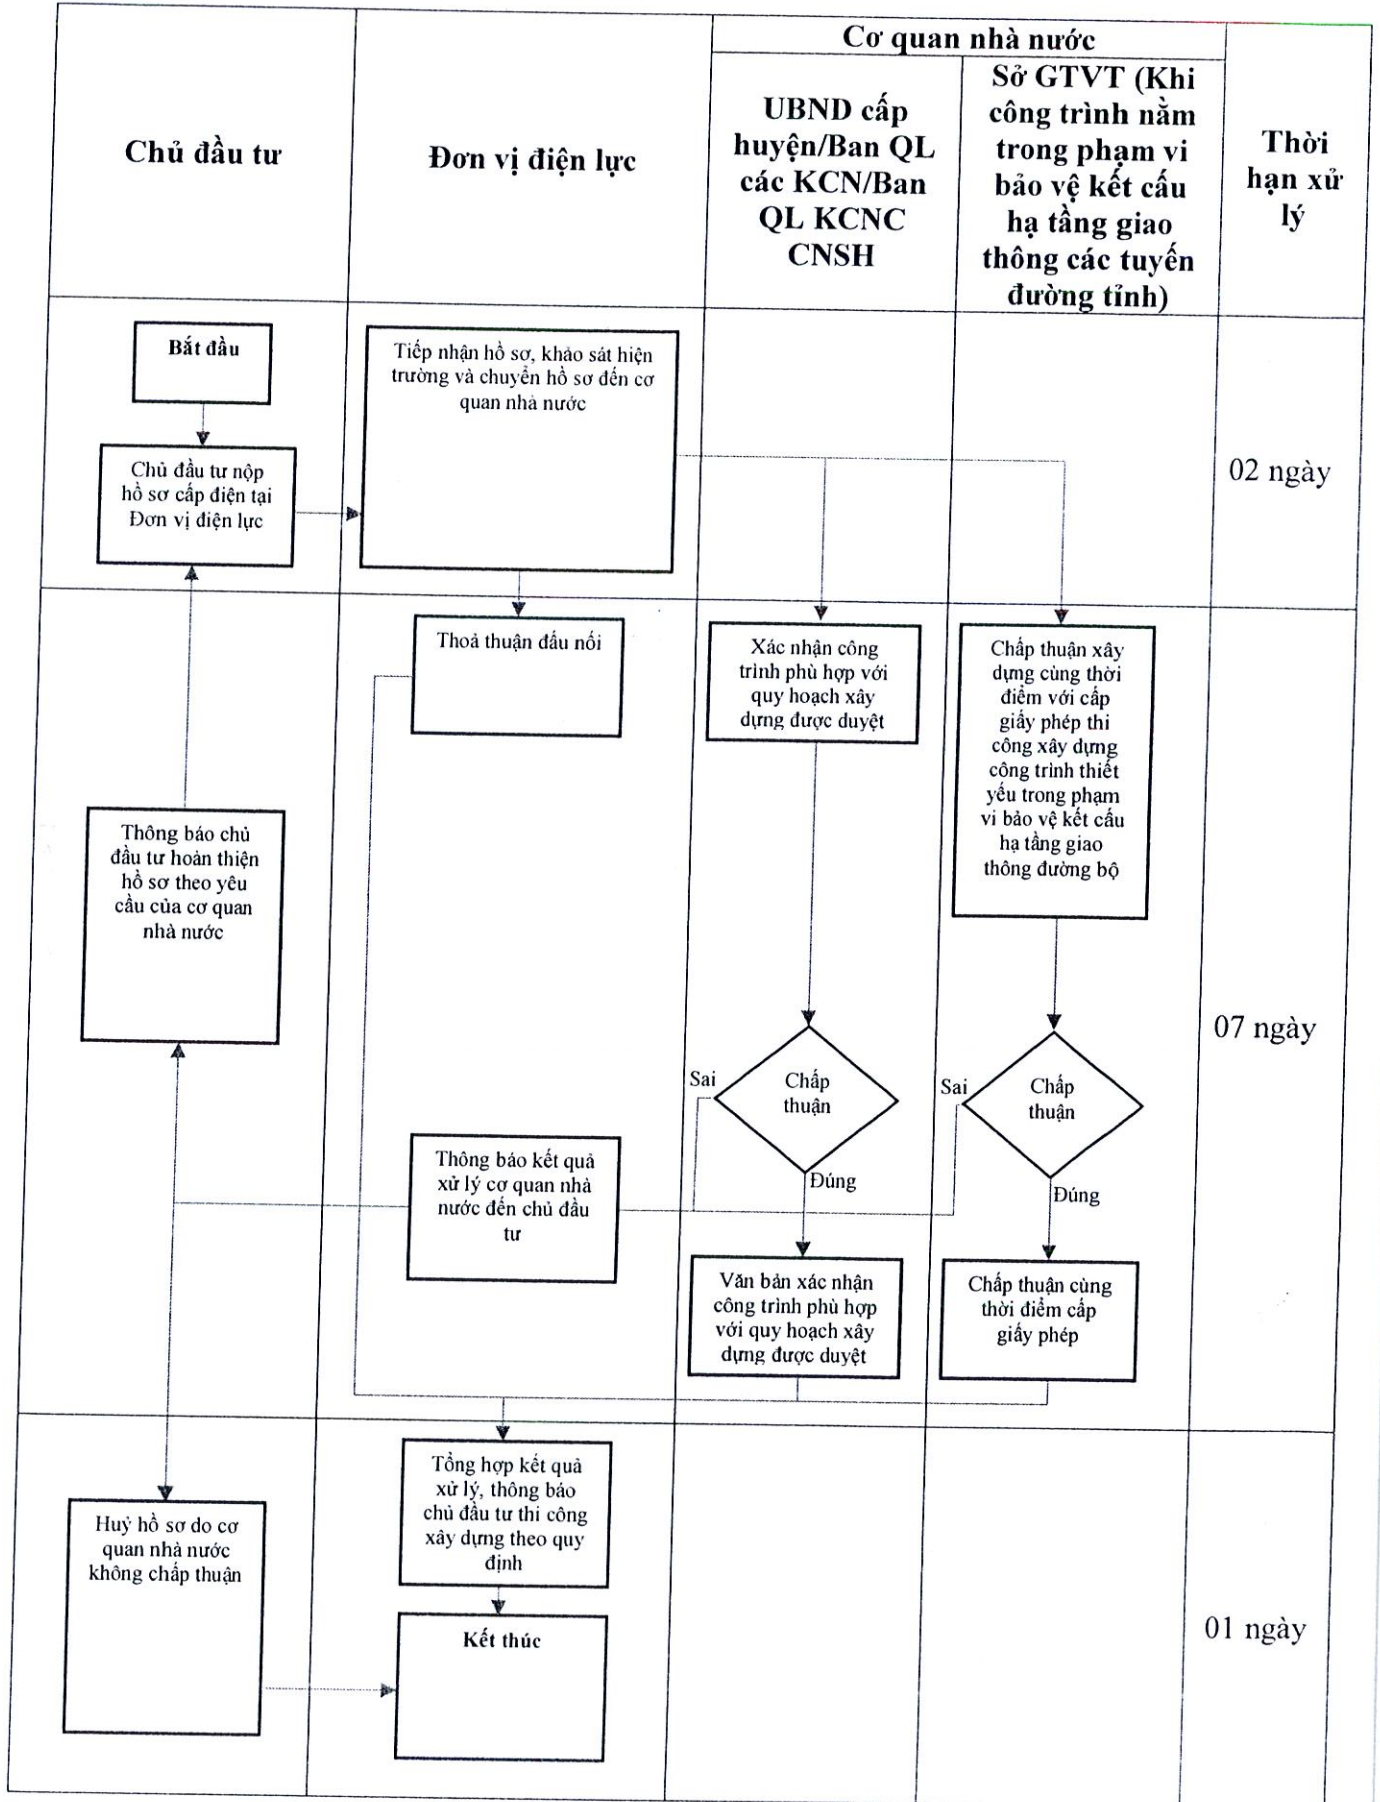 Chủ đầu tư
Đơn vị điện lực
Cơ quan nhà nước
UBND cấp
huyện/Ban QL
các KCN/Ban
QL KCNC
CNSH
Sở GTVT (Khi
công trình nằm
trong phạm vi
bảo vệ kết cấu
hạ tầng giao
thông các tuyến
đường tỉnh)
Thời
hạn xử
lý
Bắt đầu
Chủ đầu tư nộp
hồ sơ cấp điện tại
Đơn vị điện lực
Tiếp nhận hồ sơ, khảo sát hiện
trường và chuyển hồ sơ đến cơ
quan nhà nước
02 ngày
Thoả thuận đấu nối
Xác nhận công
trình phù hợp với
quy hoạch xây
dựng được duyệt
Chấp thuận xây
dựng cùng thời
điểm với cấp
giấy phép thi
công xây dựng
công trình thiết
yếu trong phạm
vi bảo vệ kết cấu
hạ tầng giao
thông đường bộ
Thông báo chủ
đầu tư hoàn thiện
hồ sơ theo yêu
cầu của cơ quan
nhà nước
07 ngày
Sai
Chấp
thuận
Đúng
Sai
Chấp
thuận
Đúng
Thông báo kết quả
xử lý cơ quan nhà
nước đến chủ đầu
tư
Văn bản xác nhận
công trình phù hợp
với quy hoạch xây
dựng được duyệt
Chấp thuận cùng
thời điểm cấp
giấy phép
Tổng hợp kết quả
xử lý, thông báo
chủ đầu tư thi công
xây dựng theo quy
định
Huỷ hồ sơ do cơ
quan nhà nước
không chấp thuận
Kết thúc
01 ngày